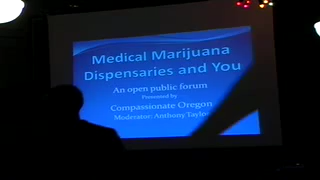 Medical Marijuana
Dispensaries and You
An open public forum
Presented by
Compassionate Oregon
Moderator: Anthony Taylor